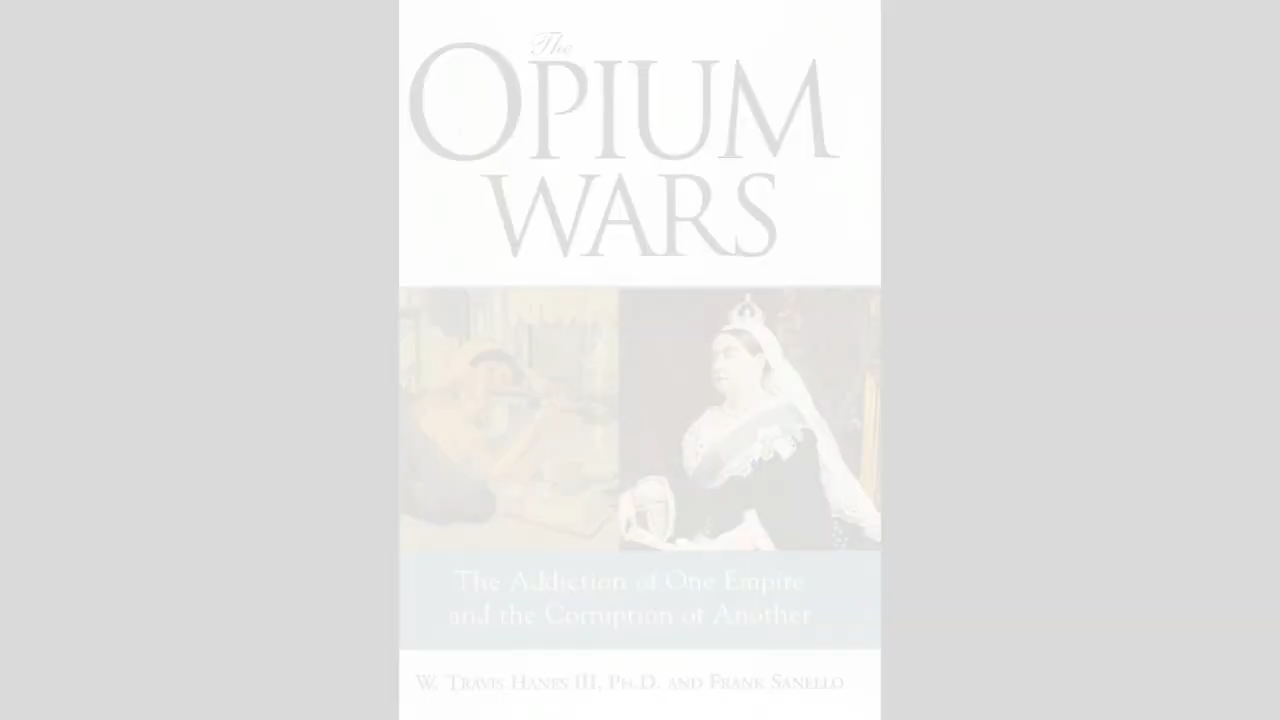 The
OPIUM
WARS
The Addiction of One Empire
and the Corruption of Another
W. TRAVIS HANES III, PH.D. AND FRANK SANELLO